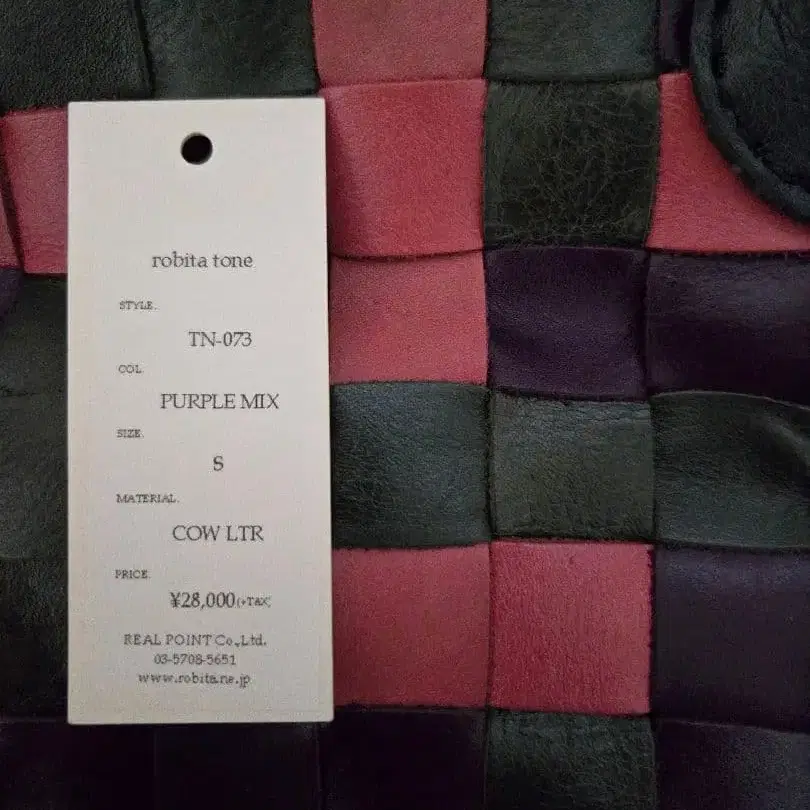 robita tone
STYLE.
TN-073
COL.
PURPLE MIX
SIZE.
S
MATERIAL.
COW LTR
PRICE.
¥28,000(+TAX)
REAL POINT Co.,Ltd.
03-5708-5651
www.robita.ne.jp